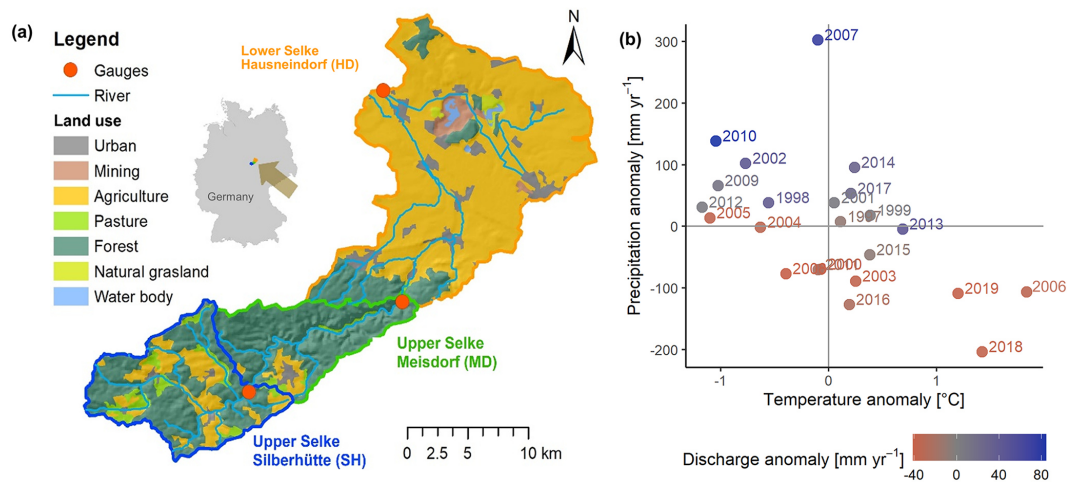 (a)
Legend
Gauges
River
Land use
Urban
Mining
Agriculture
Pasture
Forest
Natural grassland
Water body
Germany
Lower Selke
Hausneindorf (HD)
N
Upper Selke
Meisdorf (MD)
Upper Selke
Silberhütte (SH)
0 2.5 5 10 km
(b)
Precipitation anomaly [mm yr⁻¹]
300
200
100
0
-100
-200
2007
2010
2002
2014
2009
2017
1998
2001
2012
1999
2005
1997
2004
2013
2015
2000
2003
2019
2006
2016
2018
-1 0 1
Temperature anomaly [°C]
Discharge anomaly [mm yr⁻¹]
-40 0 40 80